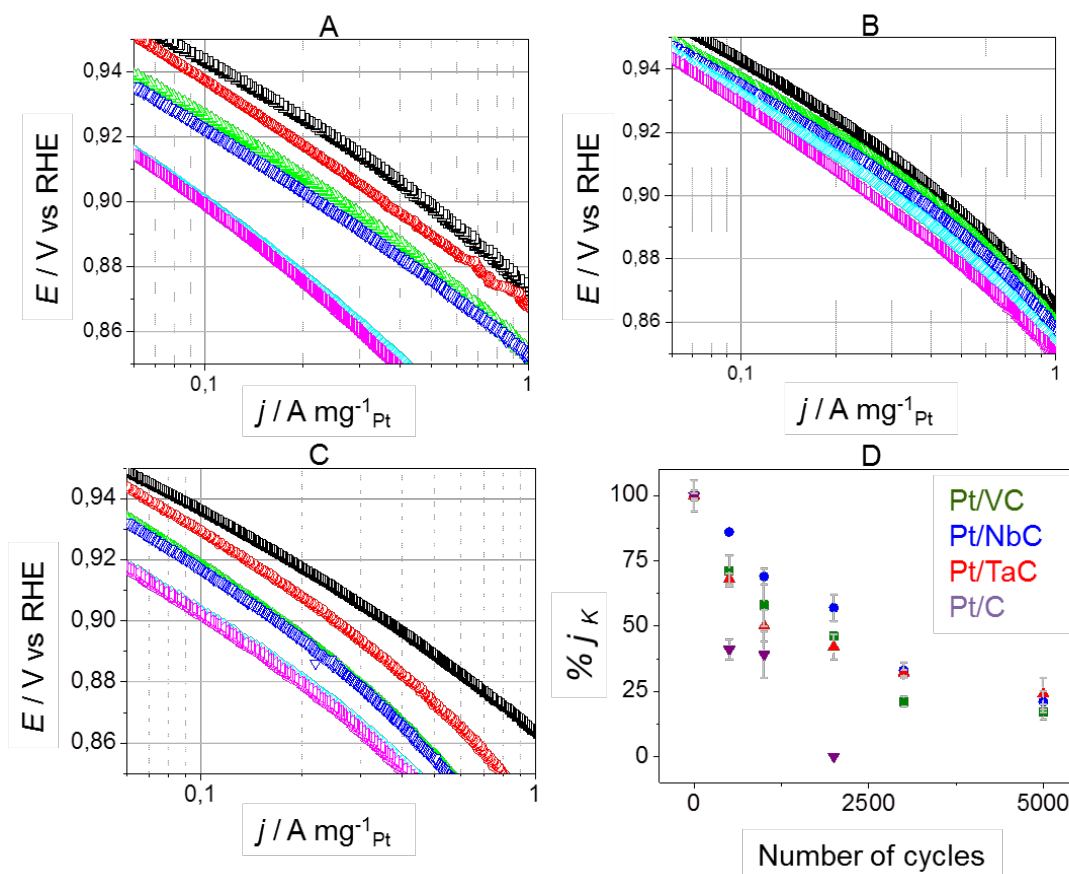 A
0,94
0,92
0,90
0,88
0,86
E / V vs RHE
0,1
1
j / A mg-1Pt
B
0,94
0,92
0,90
0,88
0,86
E / V vs RHE
0,1
1
j / A mg-1Pt
C
0,94
0,92
0,90
0,88
0,86
E / V vs RHE
0,1
1
j / A mg-1Pt
D
100
75
50
25
0
% j K
Pt/VC
Pt/NbC
Pt/TaC
Pt/C
0
2500
5000
Number of cycles